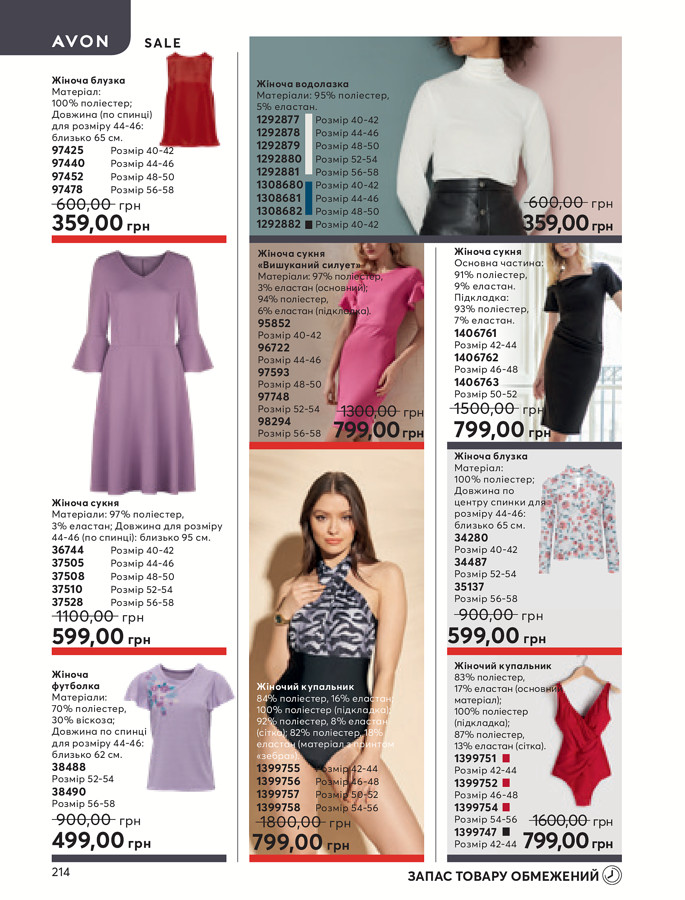 AVON
SALE
Жіноча блузка
Матеріал:
100% поліестер;
Довжина (по спинці)
для розміру 44-46:
близько 65 см.
97425 Розмір 40-42
97440 Розмір 44-46
97452 Розмір 48-50
97478 Розмір 56-58
600,00 грн
359,00 грн
Жіноча водолазка
Матеріали: 95% поліестер,
5% еластан.
1292877 Розмір 40-42
1292878 Розмір 44-46
1292879 Розмір 48-50
1292880 Розмір 52-54
1292881 Розмір 56-58
1308680 Розмір 40-42
1308681 Розмір 44-46
1308682 Розмір 48-50
1292882 Розмір 40-42
600,00 грн
359,00 грн
Жіноча сукня
Матеріали: 97% поліестер,
3% еластан; Довжина для розміру
44-46 (по спинці): близько 95 см.
36744 Розмір 40-42
37505 Розмір 44-46
37508 Розмір 48-50
37510 Розмір 52-54
37528 Розмір 56-58
1100,00 грн
599,00 грн
Жіноча сукня
«Вишуканий силует»
Матеріали: 97% поліестер,
3% еластан (основний);
94% поліестер,
6% еластан (підкладка).
95852
Розмір 40-42
96722
Розмір 44-46
97593
Розмір 48-50
97748
Розмір 52-54
98294
Розмір 56-58
1300,00 грн
799,00 грн
Жіноча сукня
Основна частина:
91% поліестер,
9% еластан.
Підкладка:
93% поліестер,
7% еластан.
1406761
Розмір 42-44
1406762
Розмір 46-48
1406763
Розмір 50-52
1500,00 грн
799,00 грн
Жіноча блузка
Матеріал:
100% поліестер;
Довжина по
центру спинки для
розміру 44-46:
близько 65 см.
34280
Розмір 40-42
34487
Розмір 52-54
35137
Розмір 56-58
900,00 грн
599,00 грн
Жіноча
футболка
Матеріали:
70% поліестер,
30% віскоза;
Довжина по спинці
для розміру 44-46:
близько 62 см.
38488
Розмір 52-54
38490
Розмір 56-58
900,00 грн
499,00 грн
Жіночий купальник
84% поліестер, 16% еластан;
100% поліестер (підкладка);
92% поліестер, 8% еластан
(сітка); 82% поліестер, 18%
еластан (матеріал з принтом
«зебра»)
1399755 Розмір 42-44
1399756 Розмір 46-48
1399757 Розмір 50-52
1399758 Розмір 54-56
1800,00 грн
799,00 грн
Жіночий купальник
83% поліестер,
17% еластан (основний
матеріал);
100% поліестер
(підкладка);
87% поліестер,
13% еластан (сітка).
1399751
Розмір 42-44
1399752
Розмір 46-48
1399754
Розмір 54-56
1399747
Розмір 42-44
1600,00 грн
799,00 грн
214
ЗАПАС ТОВАРУ ОБМЕЖЕНИЙ